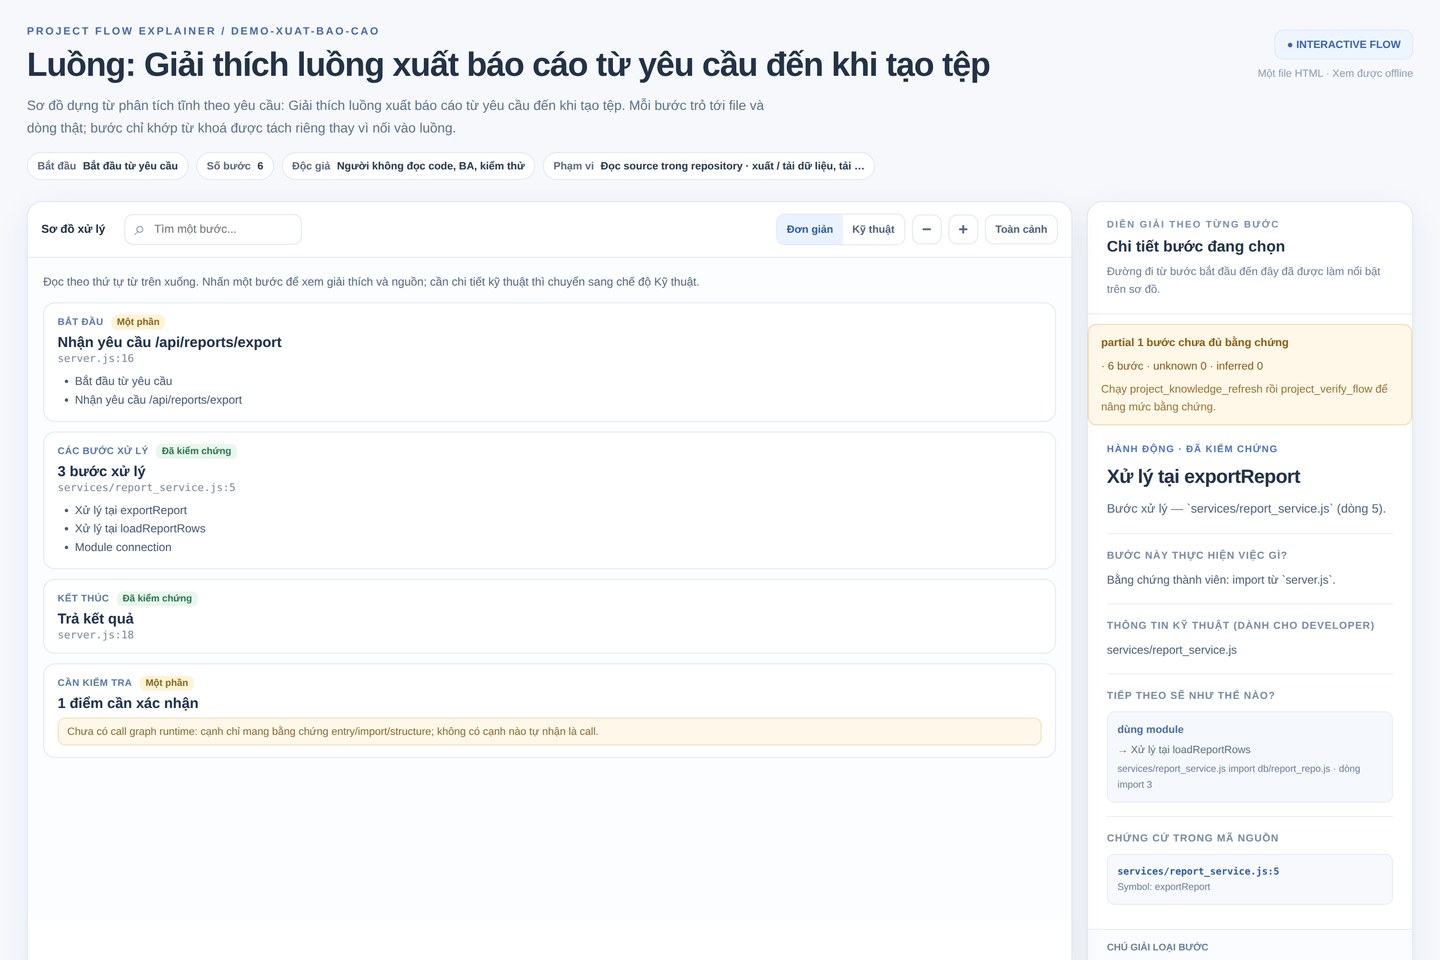 PROJECT FLOW EXPLAINER / DEMO-XUAT-BAO-CAO
Luồng: Giải thích luồng xuất báo cáo từ yêu cầu đến khi tạo tệp
Sơ đồ dựng từ phân tích tĩnh theo yêu cầu: Giải thích luồng xuất báo cáo từ yêu cầu đến khi tạo tệp. Mỗi bước trỏ tới file và
dòng thật; bước chỉ khớp từ khoá được tách riêng thay vì nối vào luồng.
Bắt đầu Bắt đầu từ yêu cầu
Số bước 6
Độc giả Người không đọc code, BA, kiểm thử
Phạm vi Đọc source trong repository · xuất / tải dữ liệu, tải ...
● INTERACTIVE FLOW
Một file HTML · Xem được offline
Sơ đồ xử lý
Tìm một bước...
Đơn giản
Kỹ thuật
−
+
Toàn cảnh
Đọc theo thứ tự từ trên xuống. Nhấn một bước để xem giải thích và nguồn; cần chi tiết kỹ thuật thì chuyển sang chế độ Kỹ thuật.
BẮT ĐẦU Một phần
Nhận yêu cầu /api/reports/export
server.js:16
• Bắt đầu từ yêu cầu
• Nhận yêu cầu /api/reports/export
CÁC BƯỚC XỬ LÝ Đã kiểm chứng
3 bước xử lý
services/report_service.js:5
• Xử lý tại exportReport
• Xử lý tại loadReportRows
• Module connection
KẾT THÚC Đã kiểm chứng
Trả kết quả
server.js:18
CẦN KIỂM TRA Một phần
1 điểm cần xác nhận
Chưa có call graph runtime: cạnh chỉ mang bằng chứng entry/import/structure; không có cạnh nào tự nhận là call.
DIỄN GIẢI THEO TỪNG BƯỚC
Chi tiết bước đang chọn
Đường đi từ bước bắt đầu đến đây đã được làm nổi bật
trên sơ đồ.
partial 1 bước chưa đủ bằng chứng
· 6 bước · unknown 0 · inferred 0
Chạy project_knowledge_refresh rồi project_verify_flow để
nâng mức bằng chứng.
HÀNH ĐỘNG · ĐÃ KIỂM CHỨNG
Xử lý tại exportReport
Bước xử lý — `services/report_service.js` (dòng 5).
BƯỚC NÀY THỰC HIỆN VIỆC GÌ?
Bằng chứng thành viên: import từ `server.js`.
THÔNG TIN KỸ THUẬT (DÀNH CHO DEVELOPER)
services/report_service.js
TIẾP THEO SẼ NHƯ THẾ NÀO?
dùng module
→ Xử lý tại loadReportRows
services/report_service.js import db/report_repo.js · dòng
import 3
CHỨNG CỨ TRONG MÃ NGUỒN
services/report_service.js:5
Symbol: exportReport
CHÚ GIẢI LOẠI BƯỚC